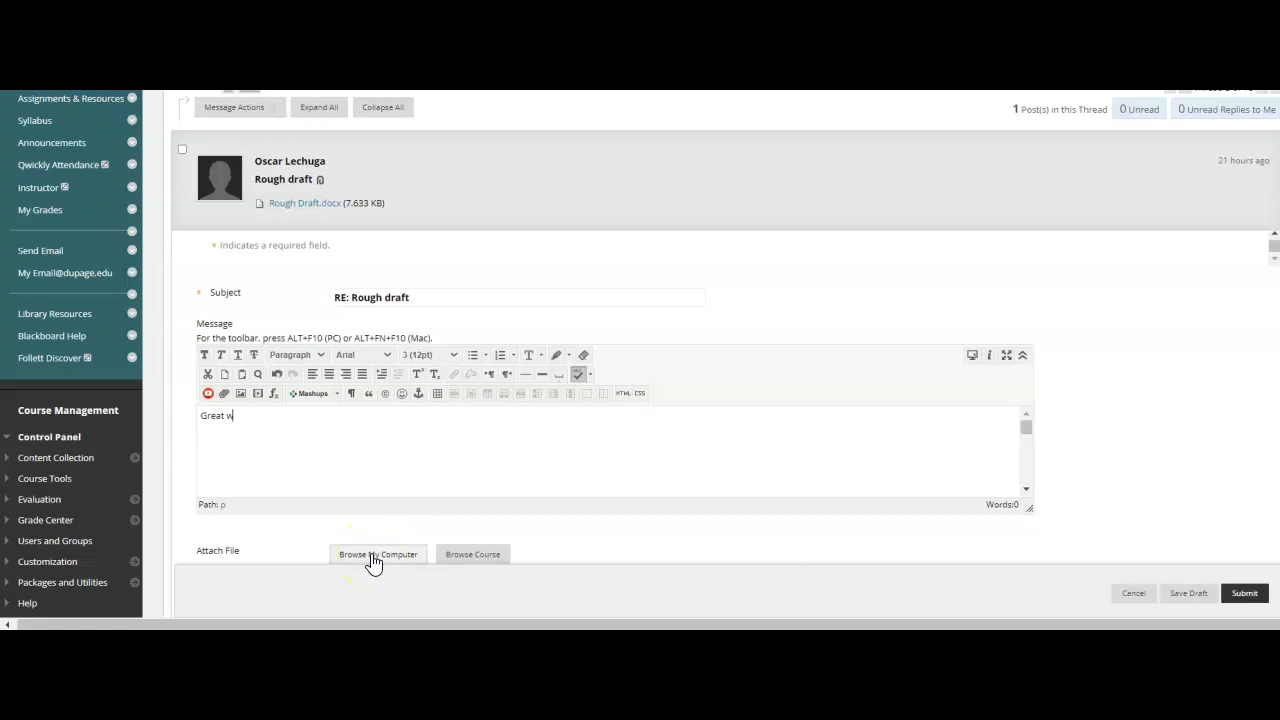 Assignments & Resources
Syllabus
Announcements
Qwickly Attendance
Instructor
My Grades
Send Email
My Email@dupage.edu
Library Resources
Blackboard Help
Follett Discover
Course Management
Control Panel
Content Collection
Course Tools
Evaluation
Grade Center
Users and Groups
Customization
Packages and Utilities
Help
Message Actions Expand All Collapse All
1 Post(s) in this Thread 0 Unread 0 Unread Replies to Me
Oscar Lechuga
21 hours ago
Rough draft
Rough Draft.docx (7.633 KB)
* Indicates a required field.
* Subject RE: Rough draft
Message
For the toolbar, press ALT+F10 (PC) or ALT+FN+F10 (Mac).
Paragraph Arial 3 (12pt)
Mashups HTML CSS
Great w
Path: p Words:0
Attach File Browse My Computer Browse Course
Cancel Save Draft Submit